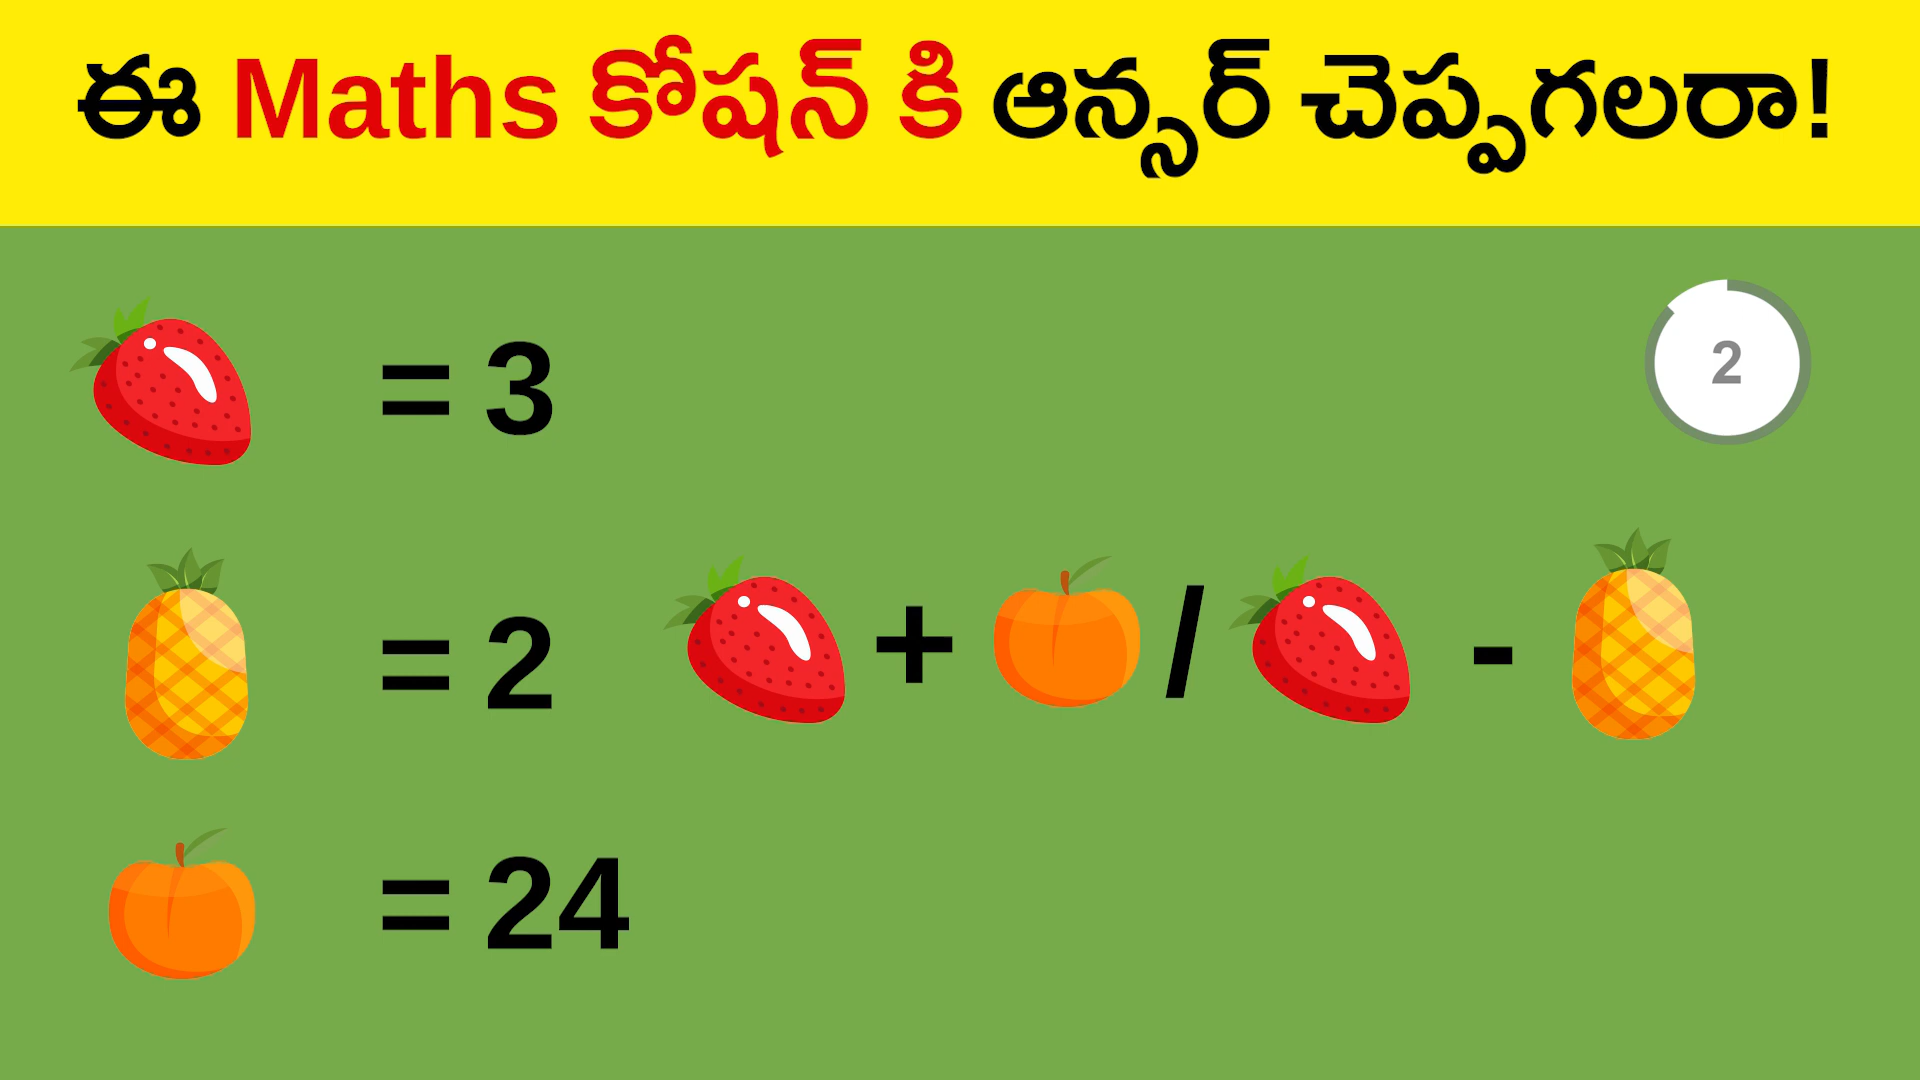 ఈ Maths కోషన్ కి ఆన్సర్ చెప్పగలరా!
= 3
2
= 2
+ / -
= 24